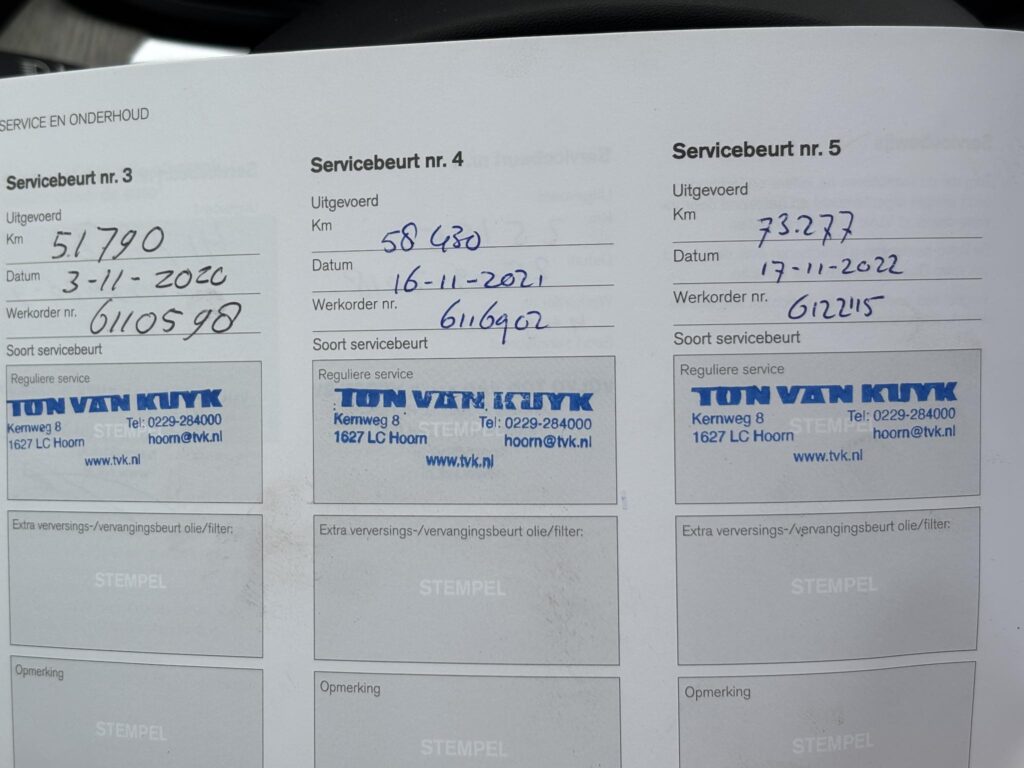 SERVICE EN ONDERHOUD
Servicebeurt nr. 3
Uitgevoerd
Km 51790
Datum 3-11-2020
Werkorder nr. 6110598
Soort servicebeurt
Reguliere service
TON VAN KUYK
Kernweg 8 Tel: 0229-284000
1627 LC Hoorn hoorn@tvk.nl
www.tvk.nl
STEMPEL
Extra verversings-/vervangingsbeurt olie/filter:
STEMPEL
Opmerking
STEMPEL
Servicebeurt nr. 4
Uitgevoerd
Km 58430
Datum 16-11-2021
Werkorder nr. 6116902
Soort servicebeurt
Reguliere service
TON VAN KUYK
Kernweg 8 Tel: 0229-284000
1627 LC Hoorn hoorn@tvk.nl
www.tvk.nl
STEMPEL
Extra verversings-/vervangingsbeurt olie/filter:
STEMPEL
Opmerking
STEMPEL
Servicebeurt nr. 5
Uitgevoerd
Km 73.277
Datum 17-11-2022
Werkorder nr. 6122115
Soort servicebeurt
Reguliere service
TON VAN KUYK
Kernweg 8 Tel: 0229-284000
1627 LC Hoorn hoorn@tvk.nl
www.tvk.nl
STEMPEL
Extra verversings-/vervangingsbeurt olie/filter:
STEMPEL
Opmerking
STEMPEL